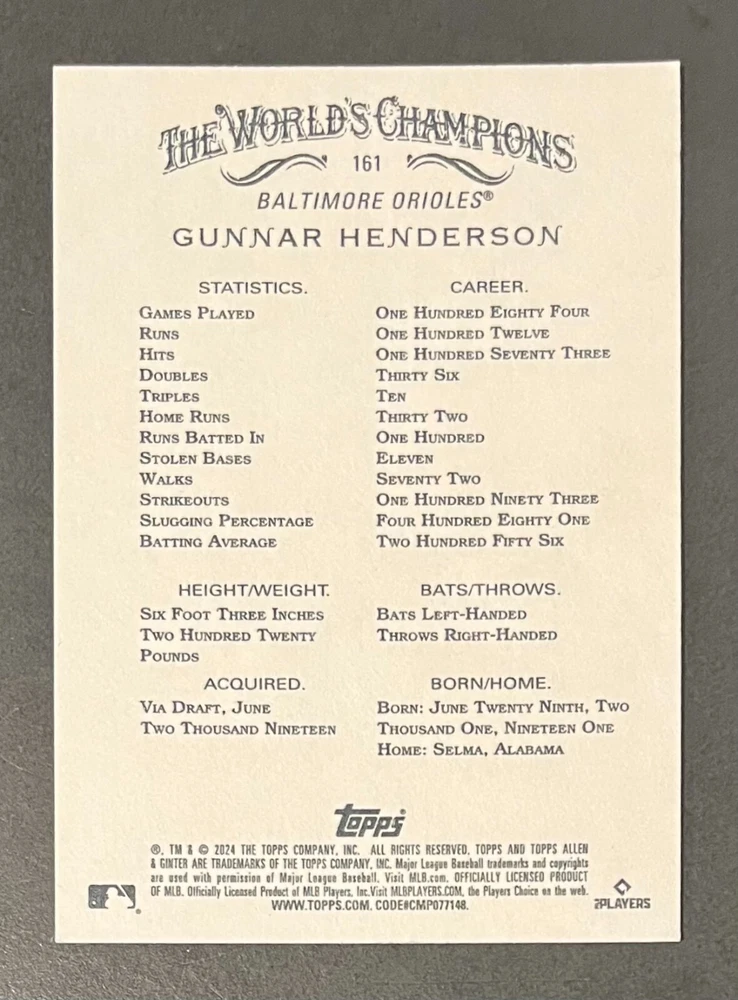 THE WORLD'S CHAMPIONS
161
BALTIMORE ORIOLES®
GUNNAR HENDERSON
STATISTICS. CAREER.
GAMES PLAYED ONE HUNDRED EIGHTY FOUR
RUNS ONE HUNDRED TWELVE
HITS ONE HUNDRED SEVENTY THREE
DOUBLES THIRTY SIX
TRIPLES TEN
HOME RUNS THIRTY TWO
RUNS BATTED IN ONE HUNDRED
STOLEN BASES ELEVEN
WALKS SEVENTY TWO
STRIKEOUTS ONE HUNDRED NINETY THREE
SLUGGING PERCENTAGE FOUR HUNDRED EIGHTY ONE
BATTING AVERAGE TWO HUNDRED FIFTY SIX
HEIGHT/WEIGHT.
SIX FOOT THREE INCHES
TWO HUNDRED TWENTY
POUNDS
BATS/THROWS.
BATS LEFT-HANDED
THROWS RIGHT-HANDED
ACQUIRED.
VIA DRAFT, JUNE
TWO THOUSAND NINETEEN
BORN/HOME.
BORN: JUNE TWENTY NINTH, TWO
THOUSAND ONE, NINETEEN ONE
HOME: SELMA, ALABAMA
topps®
®, TM & © 2024 THE TOPPS COMPANY, INC. ALL RIGHTS RESERVED. TOPPS AND TOPPS ALLEN
& GINTER ARE TRADEMARKS OF THE TOPPS COMPANY, INC. Major League Baseball trademarks and copyrights
are used with permission of Major League Baseball. Visit MLB.com. OFFICIALLY LICENSED PRODUCT
OF MLB. Officially Licensed Product of MLB Players, Inc. Visit MLBPLAYERS.COM, the Players Choice on the web.
WWW.TOPPS.COM. CODE#CMP077148.
PLAYERS